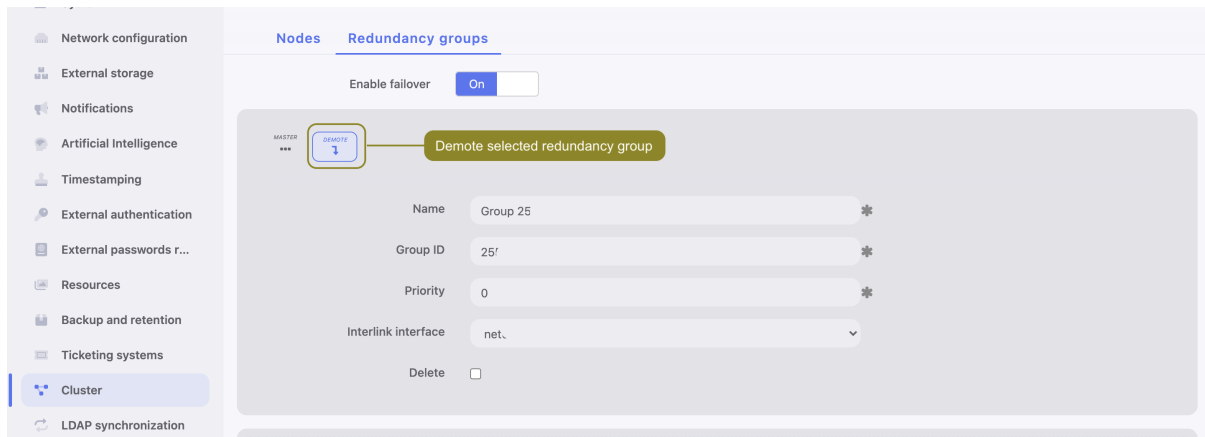 Network configuration
External storage
Notifications
Artificial Intelligence
Timestamping
External authentication
External passwords r...
Resources
Backup and retention
Ticketing systems
Cluster
LDAP synchronization
Nodes Redundancy groups
Enable failover On
MASTER
DEMOTE
Demote selected redundancy group
Name Group 25
Group ID
Priority 0
Interlink interface
Delete